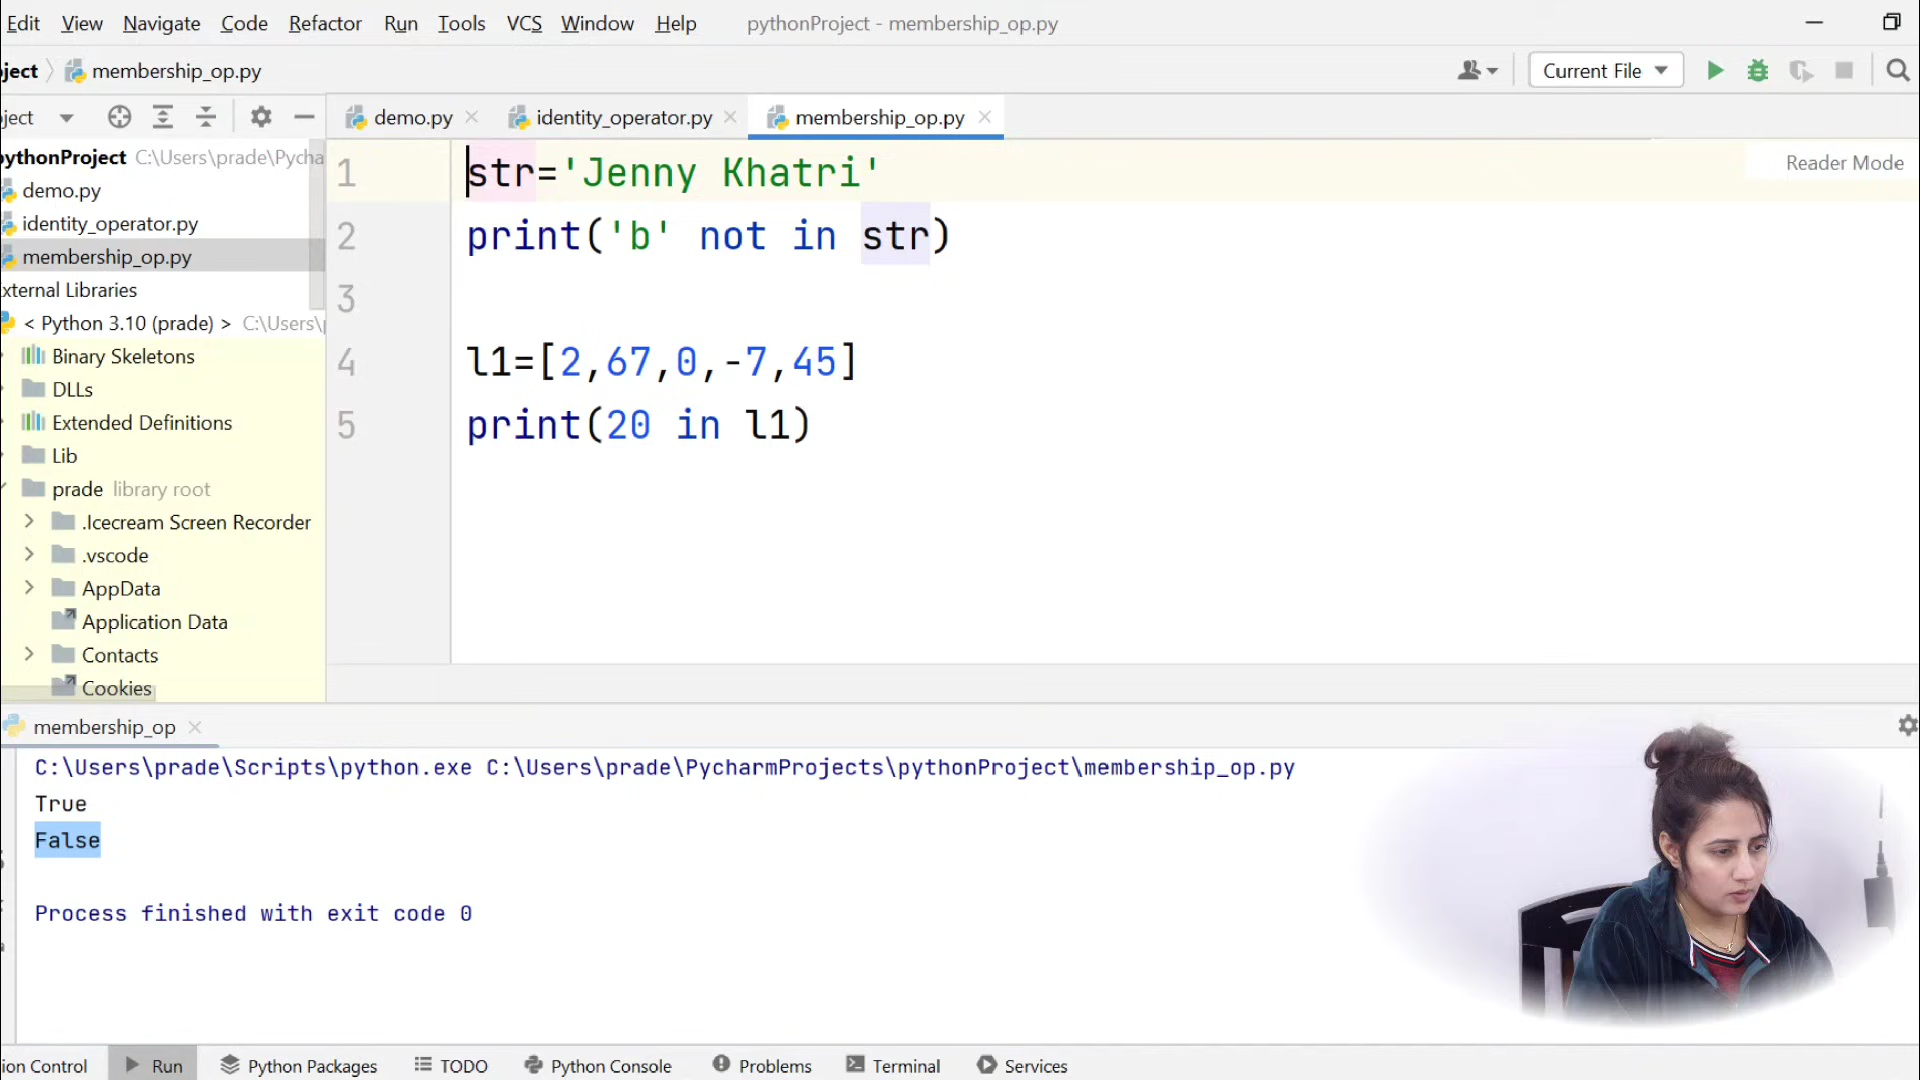 Edit View Navigate Code Refactor Run Tools VCS Window Help pythonProject - membership_op.py
ject membership_op.py Current File
ject demo.py identity_operator.py membership_op.py
pythonProject C:\Users\prade\Pycha
demo.py
identity_operator.py
membership_op.py
xternal Libraries
< Python 3.10 (prade) > C:\Users\
Binary Skeletons
DLLs
Extended Definitions
Lib
prade library root
.Icecream Screen Recorder
.vscode
AppData
Application Data
Contacts
Cookies
Reader Mode
1 str='Jenny Khatri'
2 print('b' not in str)
3
4 l1=[2,67,0,-7,45]
5 print(20 in l1)
membership_op
C:\Users\prade\Scripts\python.exe C:\Users\prade\PycharmProjects\pythonProject\membership_op.py
True
False
Process finished with exit code 0
ion Control Run Python Packages TODO Python Console Problems Terminal Services